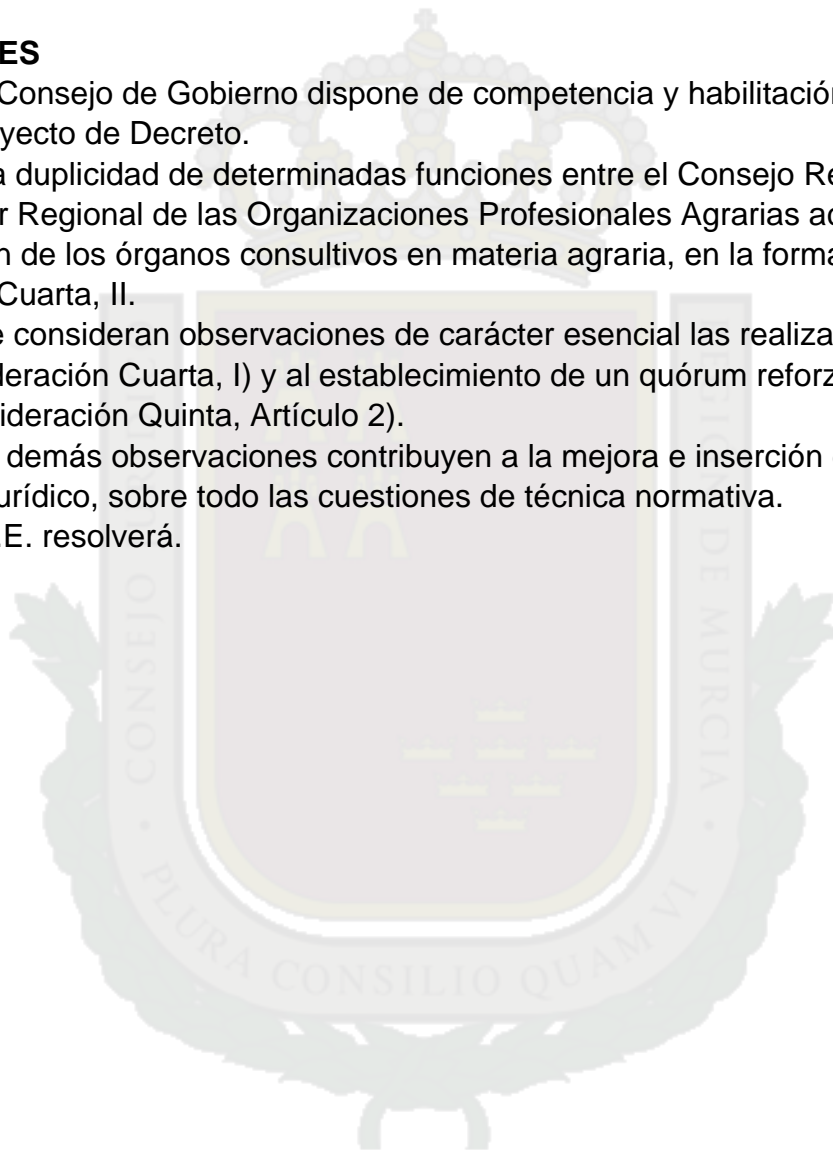 ES
Consejo de Gobierno dispone de competencia y habilitación
yecto de Decreto.
a duplicidad de determinadas funciones entre el Consejo Re
r Regional de las Organizaciones Profesionales Agrarias ac
n de los órganos consultivos en materia agraria, en la forma
Cuarta, II.
e consideran observaciones de carácter esencial las realiza
deración Cuarta, I) y al establecimiento de un quórum reforz
sideración Quinta, Artículo 2).
demás observaciones contribuyen a la mejora e inserción
urídico, sobre todo las cuestiones de técnica normativa.
.E. resolverá.
CONSEJO JURÍDICO
REGIÓN DE MURCIA
PLURA CONSILIO QUAM VI